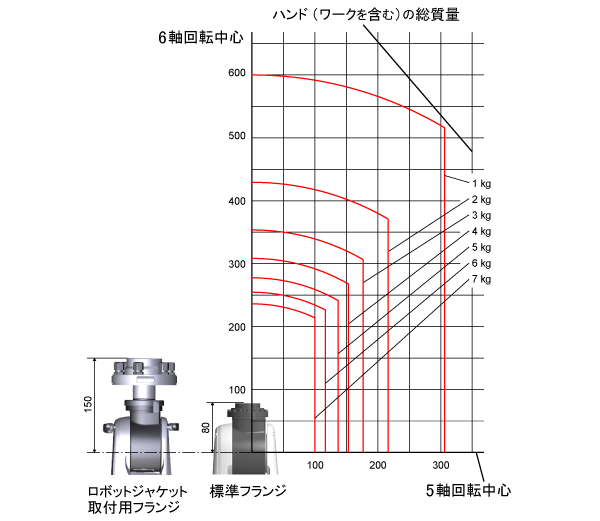 ハンド（ワークを含む）の総質量
6軸回転中心
600
500
400
300
200
100
1 kg
2 kg
3 kg
4 kg
5 kg
6 kg
7 kg
150
80
100
200
300
ロボットジャケット
取付用フランジ
標準フランジ
5軸回転中心